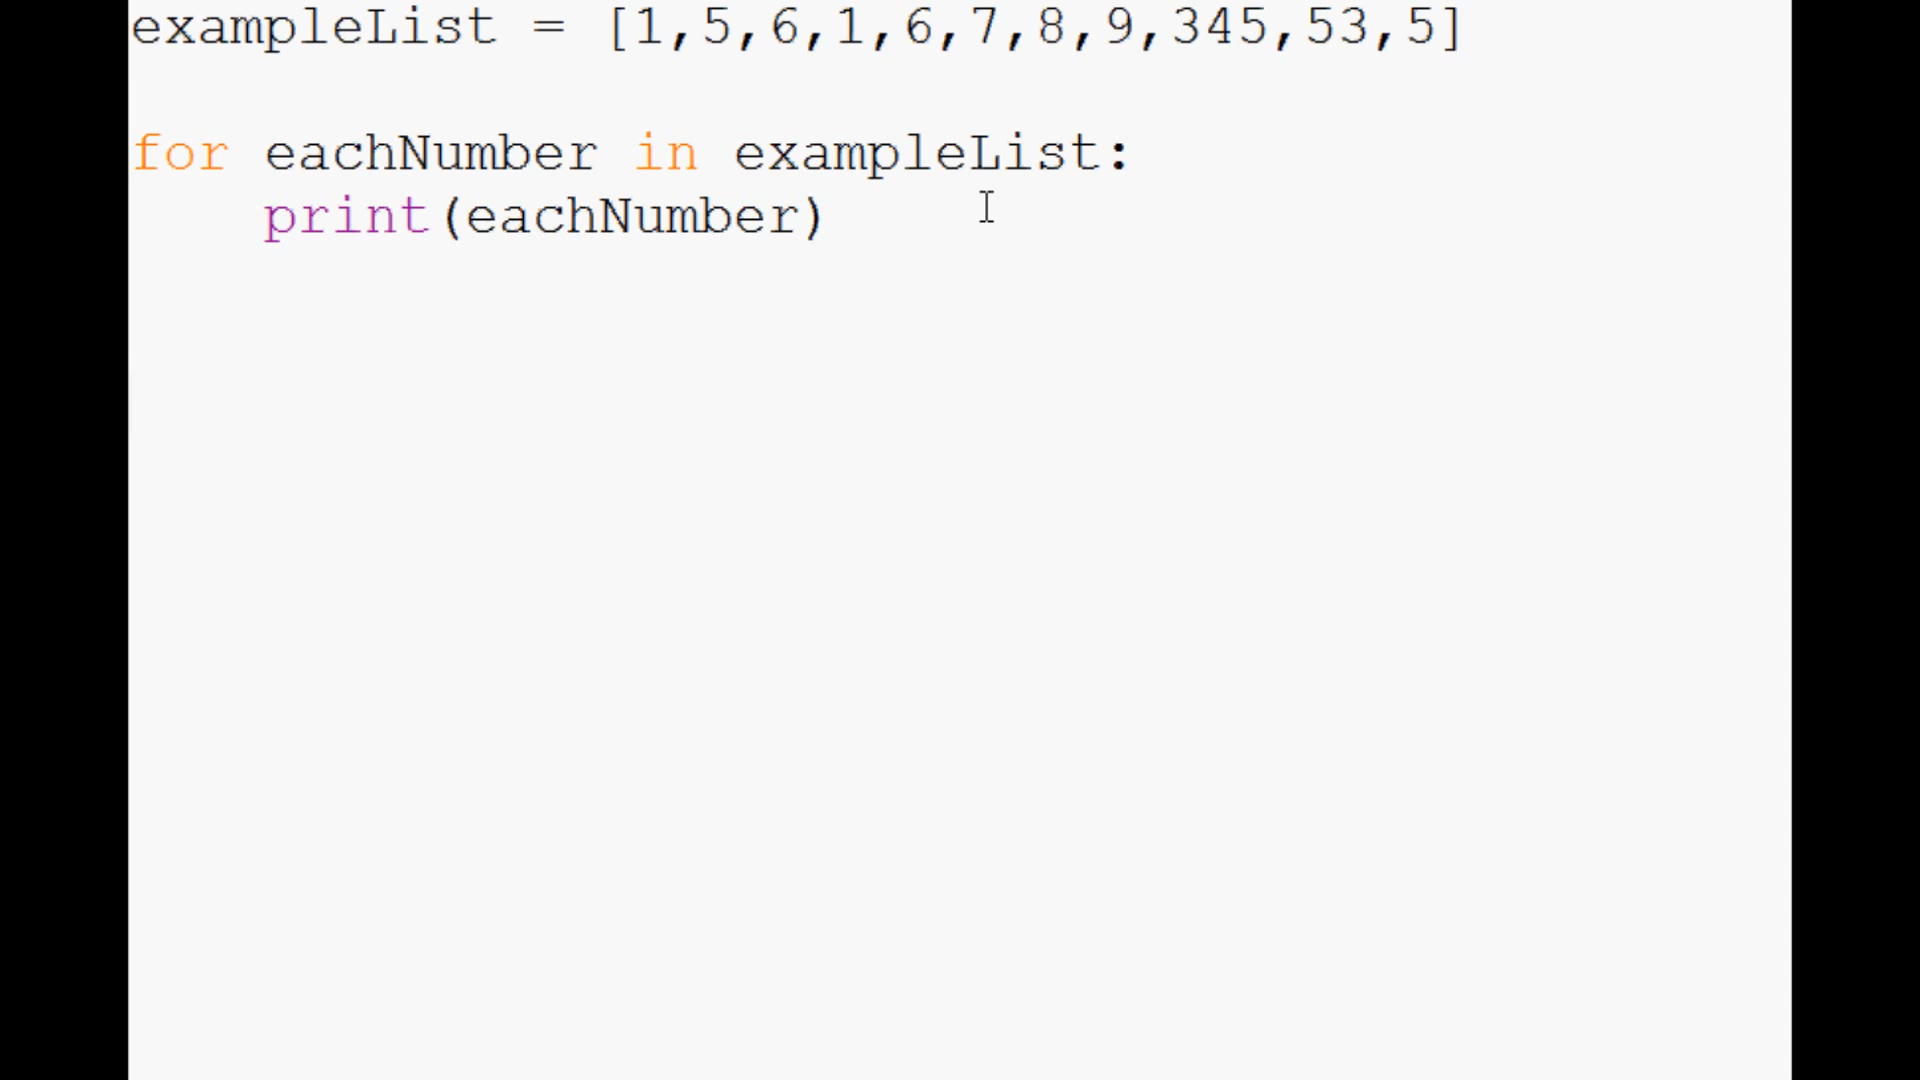 exampleList = [1,5,6,1,6,7,8,9,345,53,5]
for eachNumber in exampleList:
    print(eachNumber)